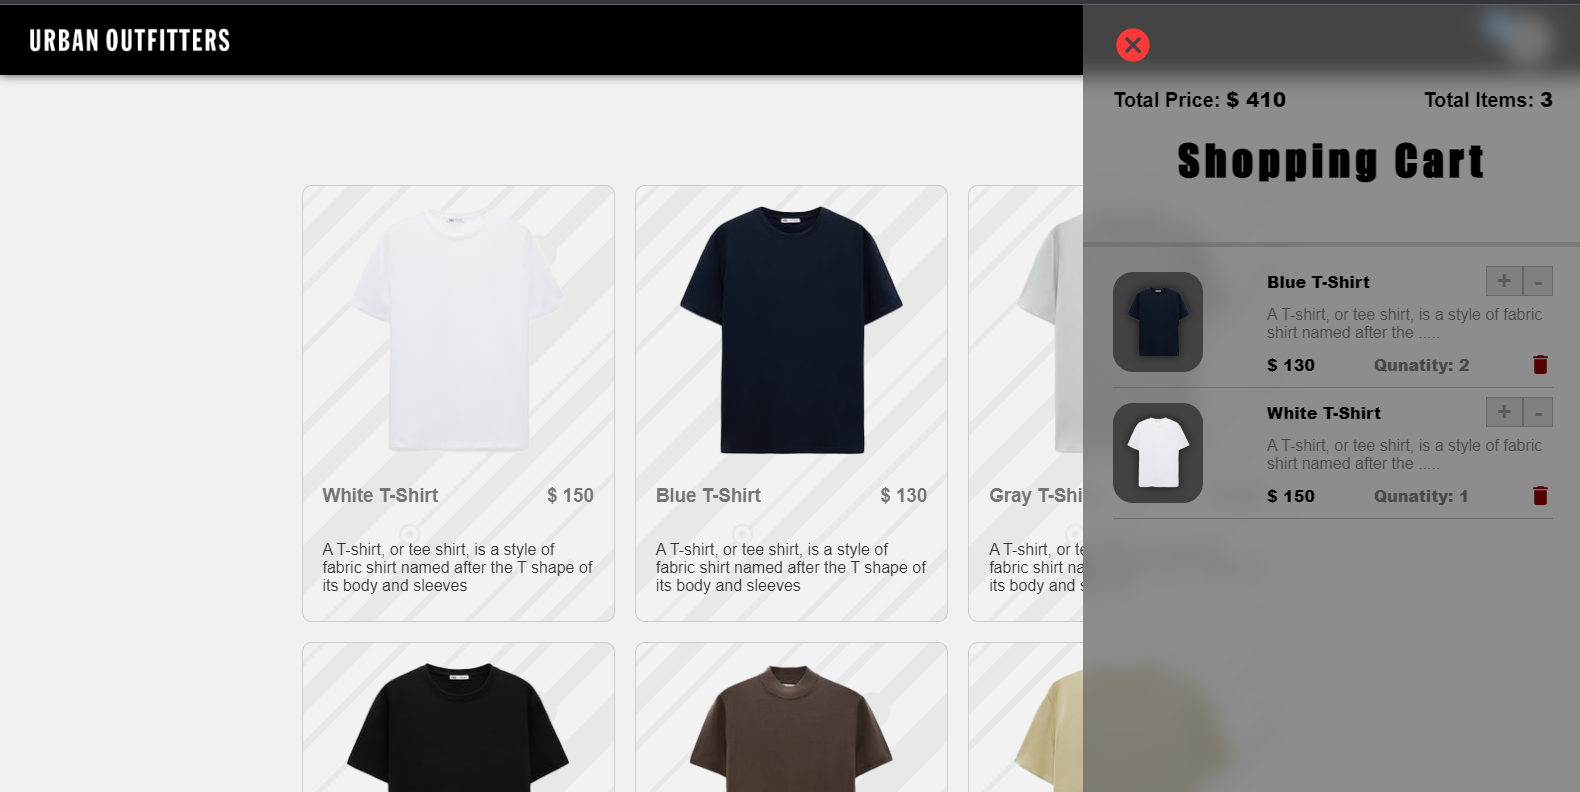 URBAN OUTFITTERS
Total Price: $ 410
Total Items: 3
Shopping Cart
White T-Shirt
$ 150
A T-shirt, or tee shirt, is a style of
fabric shirt named after the T shape of
its body and sleeves
Blue T-Shirt
$ 130
A T-shirt, or tee shirt, is a style of
fabric shirt named after the T shape of
its body and sleeves
Gray T-Shi
A T-shirt, or te
fabric shirt na
its body and s
Blue T-Shirt
+ -
A T-shirt, or tee shirt, is a style of fabric
shirt named after the .....
$ 130
Qunatity: 2
White T-Shirt
+ -
A T-shirt, or tee shirt, is a style of fabric
shirt named after the .....
$ 150
Qunatity: 1